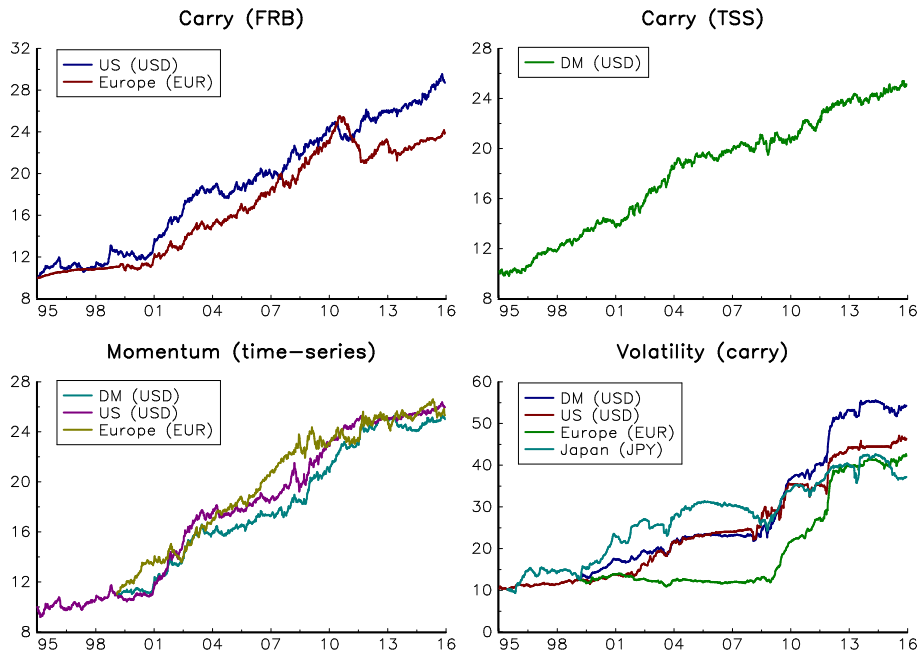 Carry (FRB)
US (USD)
Europe (EUR)
32
28
24
20
16
12
8
95 98 01 04 07 10 13 16
Carry (TSS)
DM (USD)
28
24
20
16
12
8
95 98 01 04 07 10 13 16
Momentum (time-series)
DM (USD)
US (USD)
Europe (EUR)
28
24
20
16
12
8
95 98 01 04 07 10 13 16
Volatility (carry)
DM (USD)
US (USD)
Europe (EUR)
Japan (JPY)
60
50
40
30
20
10
0
95 98 01 04 07 10 13 16